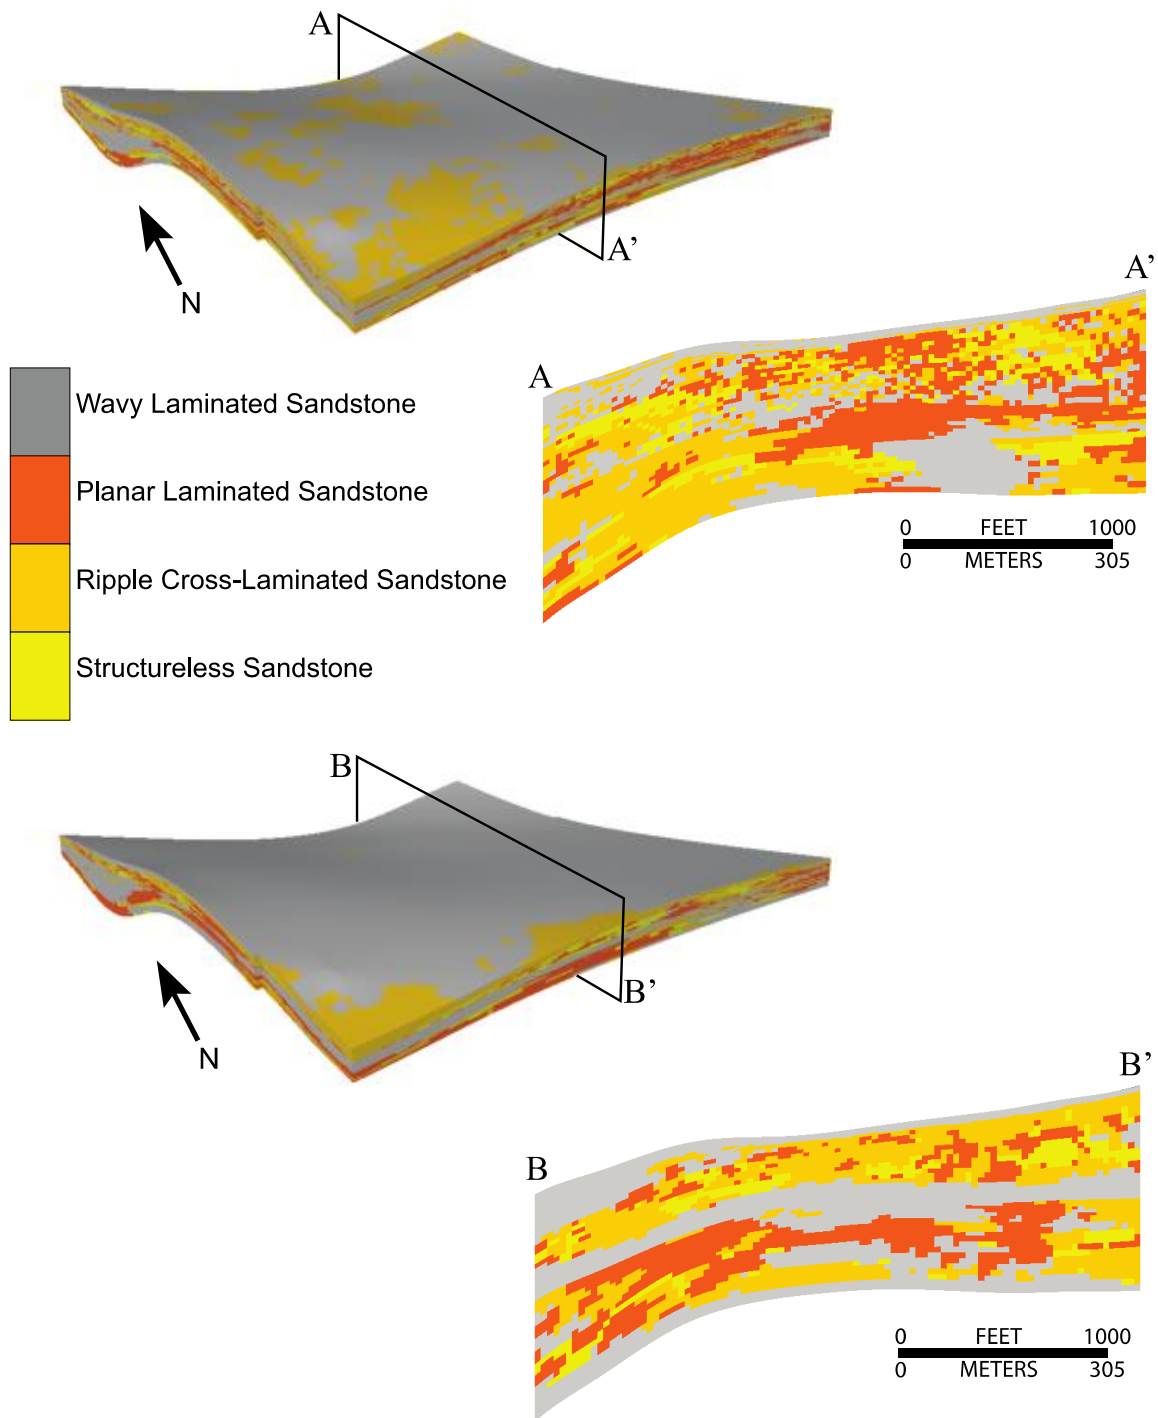 A
A’
N
A’
A
Wavy Laminated Sandstone
Planar Laminated Sandstone
Ripple Cross-Laminated Sandstone
Structureless Sandstone
0 FEET 1000
0 METERS 305
B
B’
N
B’
B
0 FEET 1000
0 METERS 305